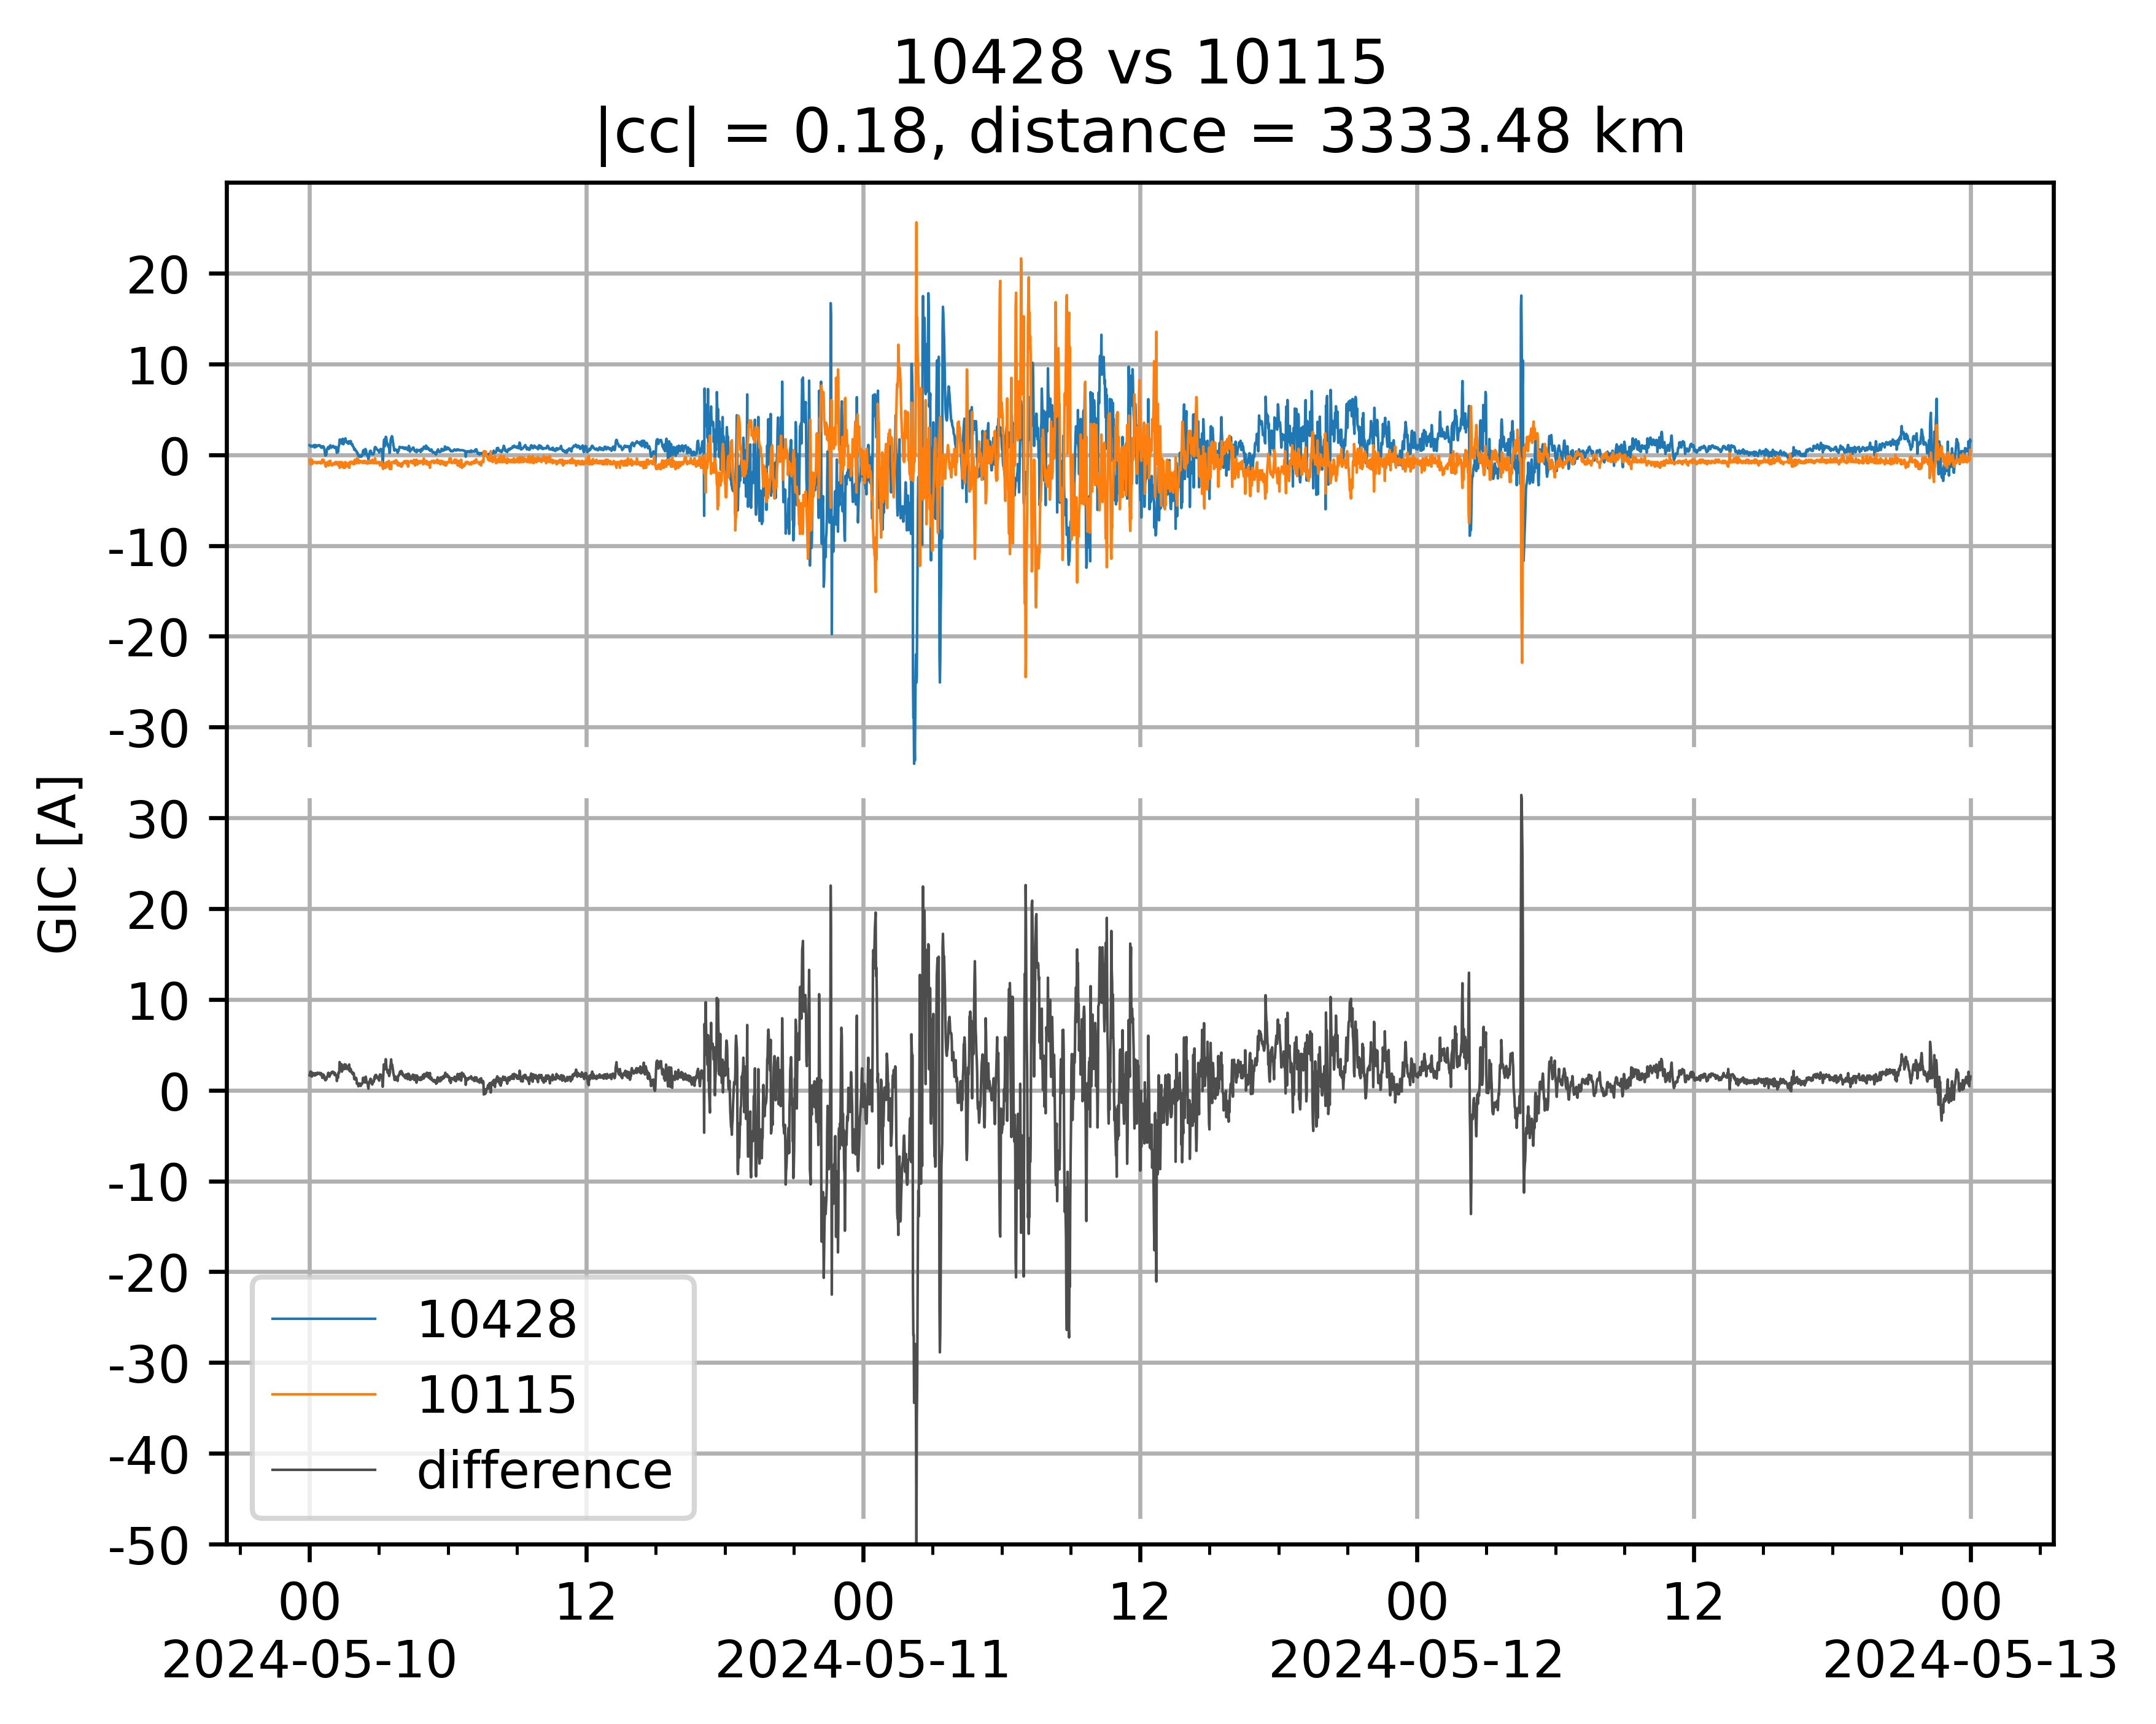 10428 vs 10115
|cc| = 0.18, distance = 3333.48 km
GIC [A]
20
10
0
-10
-20
-30
30
20
10
0
-10
-20
-30
-40
-50
10428
10115
difference
00 12 00 12 00 12 00
2024-05-10 2024-05-11 2024-05-12 2024-05-13